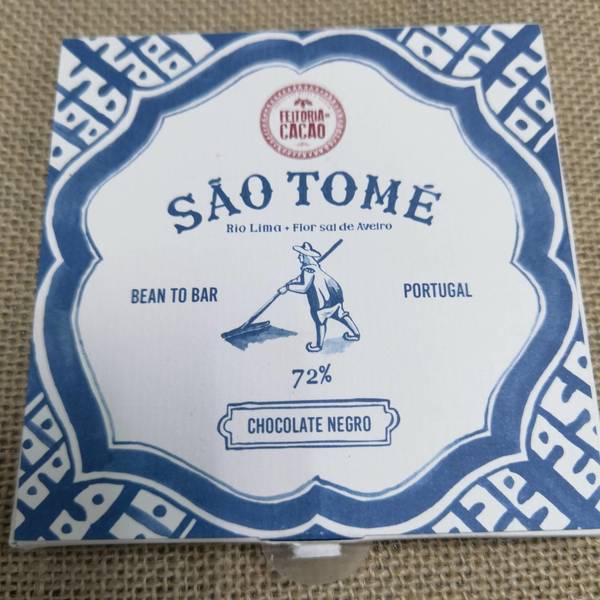 FEITORIA DO
CACAO
SÃO TOMÉ
Rio Lima + Flor sal de Aveiro
BEAN TO BAR
PORTUGAL
72%
CHOCOLATE NEGRO